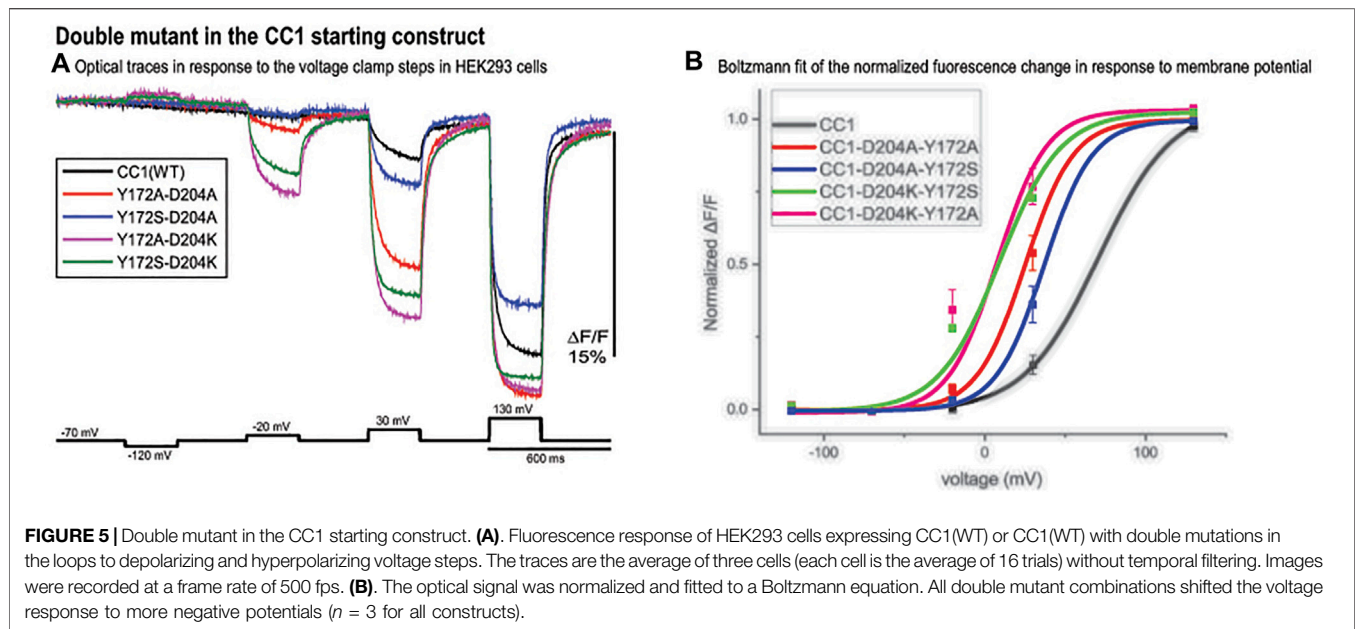 Double mutant in the CC1 starting construct
A Optical traces in response to the voltage clamp steps in HEK293 cells
CC1(WT)
Y172A-D204A
Y172S-D204A
Y172A-D204K
Y172S-D204K
ΔF/F
15%
-70 mV
-120 mV
-20 mV
30 mV
130 mV
600 ms
B Boltzmann fit of the normalized fuorescence change in response to membrane potential
CC1
CC1-D204A-Y172A
CC1-D204A-Y172S
CC1-D204K-Y172S
CC1-D204K-Y172A
Normalized ΔF/F
1.0
0.5
0.0
-100
0
100
voltage (mV)
FIGURE 5 | Double mutant in the CC1 starting construct. (A). Fluorescence response of HEK293 cells expressing CC1(WT) or CC1(WT) with double mutations in
the loops to depolarizing and hyperpolarizing voltage steps. The traces are the average of three cells (each cell is the average of 16 trials) without temporal filtering. Images
were recorded at a frame rate of 500 fps. (B). The optical signal was normalized and fitted to a Boltzmann equation. All double mutant combinations shifted the voltage
response to more negative potentials (n = 3 for all constructs).